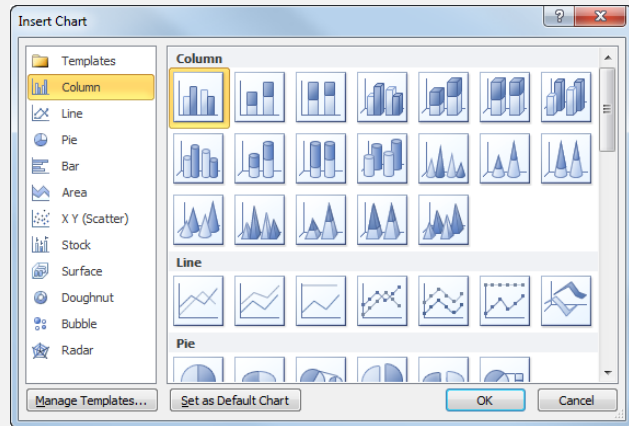 Insert Chart
Templates
Column
Line
Pie
Bar
Area
X Y (Scatter)
Stock
Surface
Doughnut
Bubble
Radar
Column
Line
Pie
Manage Templates...
Set as Default Chart
OK
Cancel